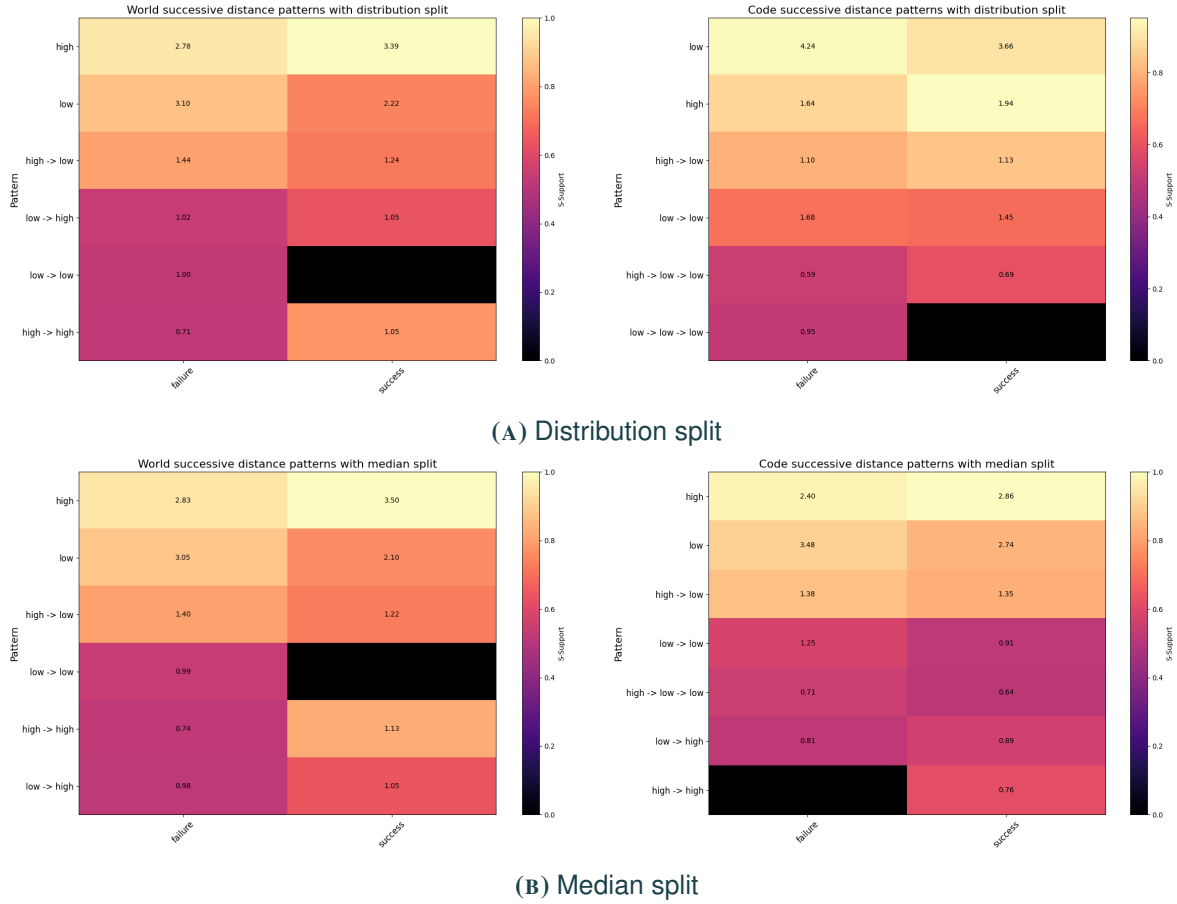 World successive distance patterns with distribution split
Pattern
high
low
high -> low
low -> high
low -> low
high -> high
2.78 3.39
3.10 2.22
1.44 1.24
1.02 1.05
1.00
0.71 1.05
failure success
1.0
0.8
0.6
0.4
0.2
0.0
S-Support
Code successive distance patterns with distribution split
Pattern
low
high
high -> low
low -> low
high -> low -> low
low -> low -> low
4.24 3.66
1.64 1.94
1.10 1.13
1.68 1.45
0.59 0.69
0.95
failure success
0.8
0.6
0.4
0.2
0.0
S-Support
(A) Distribution split
World successive distance patterns with median split
Pattern
high
low
high -> low
low -> low
high -> high
low -> high
2.83 3.50
3.05 2.10
1.40 1.22
0.99
0.74 1.13
0.98 1.05
failure success
1.0
0.8
0.6
0.4
0.2
0.0
S-Support
Code successive distance patterns with median split
Pattern
high
low
high -> low
low -> low
high -> low -> low
low -> high
high -> high
2.40 2.86
3.48 2.74
1.38 1.35
1.25 0.91
0.71 0.64
0.81 0.89
0.76
failure success
1.0
0.8
0.6
0.4
0.2
0.0
S-Support
(B) Median split